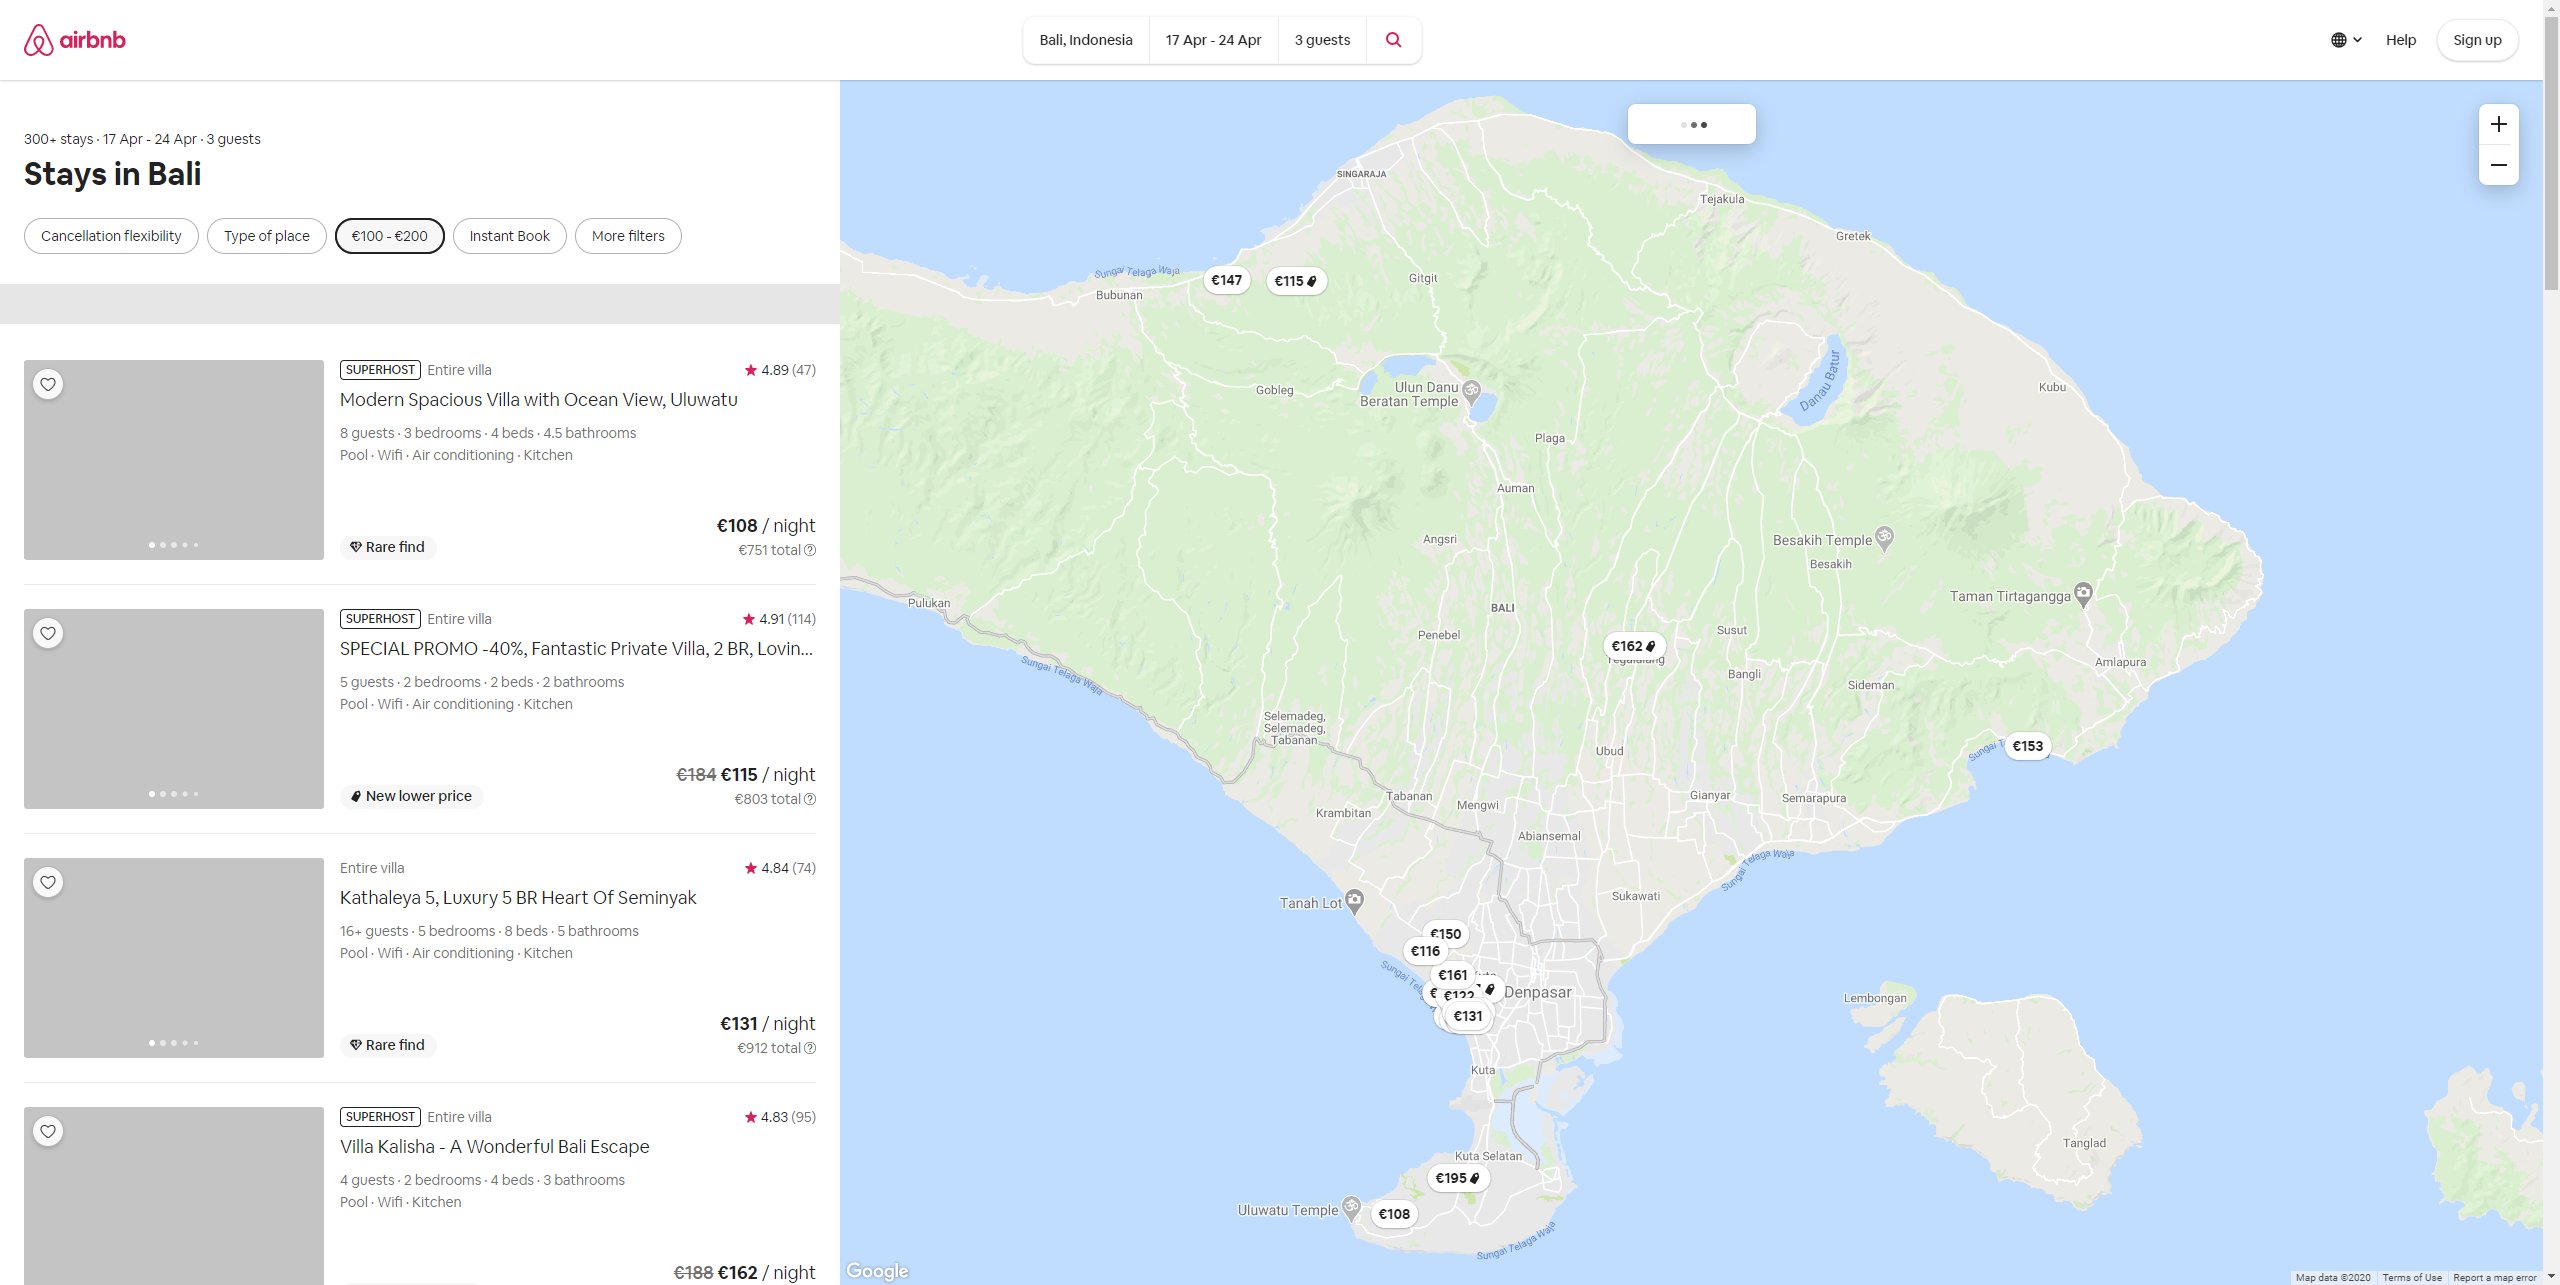 airbnb
Bali, Indonesia
17 Apr - 24 Apr
3 guests
Help
Sign up
300+ stays · 17 Apr - 24 Apr · 3 guests
Stays in Bali
Cancellation flexibility
Type of place
€100 - €200
Instant Book
More filters
SUPERHOST Entire villa
4.89 (47)
Modern Spacious Villa with Ocean View, Uluwatu
8 guests · 3 bedrooms · 4 beds · 4.5 bathrooms
Pool · Wifi · Air conditioning · Kitchen
Rare find
€108 / night
€751 total
SUPERHOST Entire villa
4.91 (114)
SPECIAL PROMO -40%, Fantastic Private Villa, 2 BR, Lovin...
5 guests · 2 bedrooms · 2 beds · 2 bathrooms
Pool · Wifi · Air conditioning · Kitchen
New lower price
€184 €115 / night
€803 total
Entire villa
4.84 (74)
Kathaleya 5, Luxury 5 BR Heart Of Seminyak
16+ guests · 5 bedrooms · 8 beds · 5 bathrooms
Pool · Wifi · Air conditioning · Kitchen
Rare find
€131 / night
€912 total
SUPERHOST Entire villa
4.83 (95)
Villa Kalisha - A Wonderful Bali Escape
4 guests · 2 bedrooms · 4 beds · 3 bathrooms
Pool · Wifi · Kitchen
€188 €162 / night
SINGARAJA
Tejakula
Gretek
Sungai Telaga Waja
Bubunan
€147
€115
Gitgit
Gobleg
Ulun Danu
Beratan Temple
Danau Batur
Kubu
Plaga
Auman
Angsri
Besakih Temple
Besakih
Taman Tirtagangga
Pulukan
BALI
Penebel
Susut
€162
Tegallalang
Bangli
Sideman
Amlapura
Sungai Telaga Waja
Selemadeg,
Selemadeg,
Tabanan
Ubud
Sungai T
€153
Tabanan
Mengwi
Gianyar
Semarapura
Krambitan
Abiansemal
Sungai Telaga Waja
Sukawati
Tanah Lot
€150
€116
Sungai Tela
€161
€122
Denpasar
€131
Lembongan
Kuta
Tanglad
Kuta Selatan
€195
Uluwatu Temple
€108
Sungai Telaga Waja
Google
Map data ©2020
Terms of Use
Report a map error